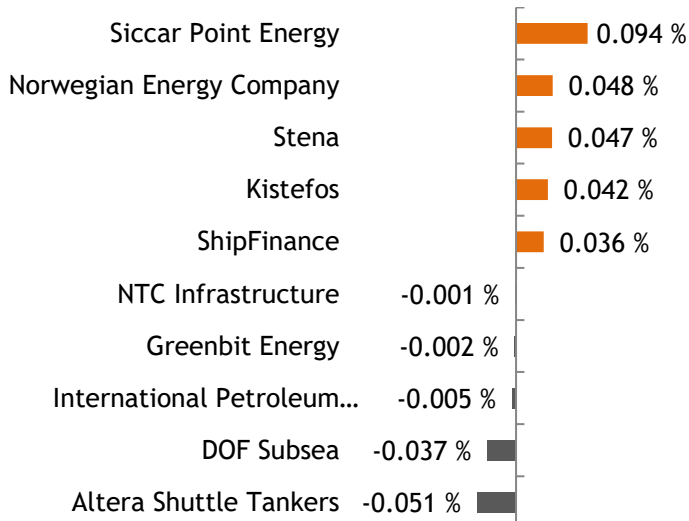 Siccar Point Energy 0.094 %
Norwegian Energy Company 0.048 %
Stena 0.047 %
Kistefos 0.042 %
ShipFinance 0.036 %
NTC Infrastructure -0.001 %
Greenbit Energy -0.002 %
International Petroleum… -0.005 %
DOF Subsea -0.037 %
Altera Shuttle Tankers -0.051 %